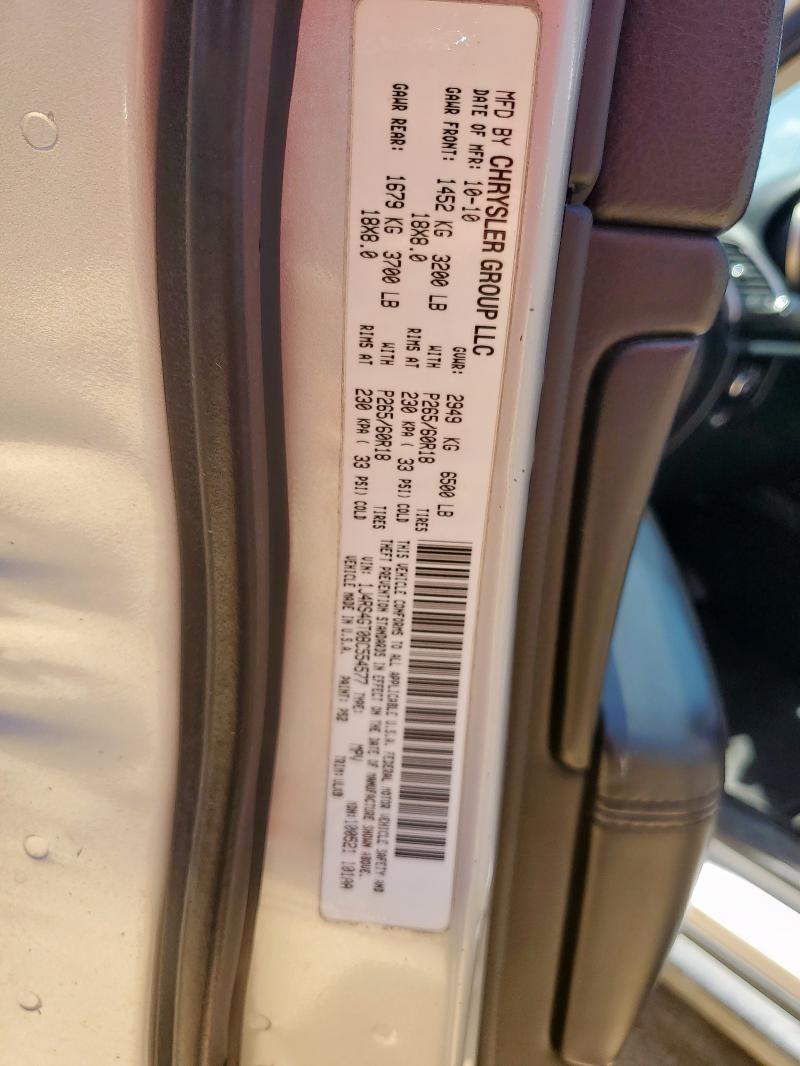 MFD BY CHRYSLER GROUP LLC
DATE OF MFR: 10-10 GVWR: 2949 KG 6500 LB
GAWR FRONT: 1452 KG 3200 LB WITH P265/60R18 TIRES
18X8.0 RIMS AT 230 KPA ( 33 PSI) COLD
GAWR REAR: 1679 KG 3700 LB WITH P265/60R18 TIRES
18X8.0 RIMS AT 230 KPA ( 33 PSI) COLD
THIS VEHICLE CONFORMS TO ALL APPLICABLE U.S.A. FEDERAL MOTOR VEHICLE SAFETY AND
THEFT PREVENTION STANDARDS IN EFFECT ON THE DATE OF MANUFACTURE SHOWN ABOVE.
VIN: 1J4RS4GT0BC554577 TYPE: MPV
VEHICLE MADE IN U.S.A. PAINT: PS2